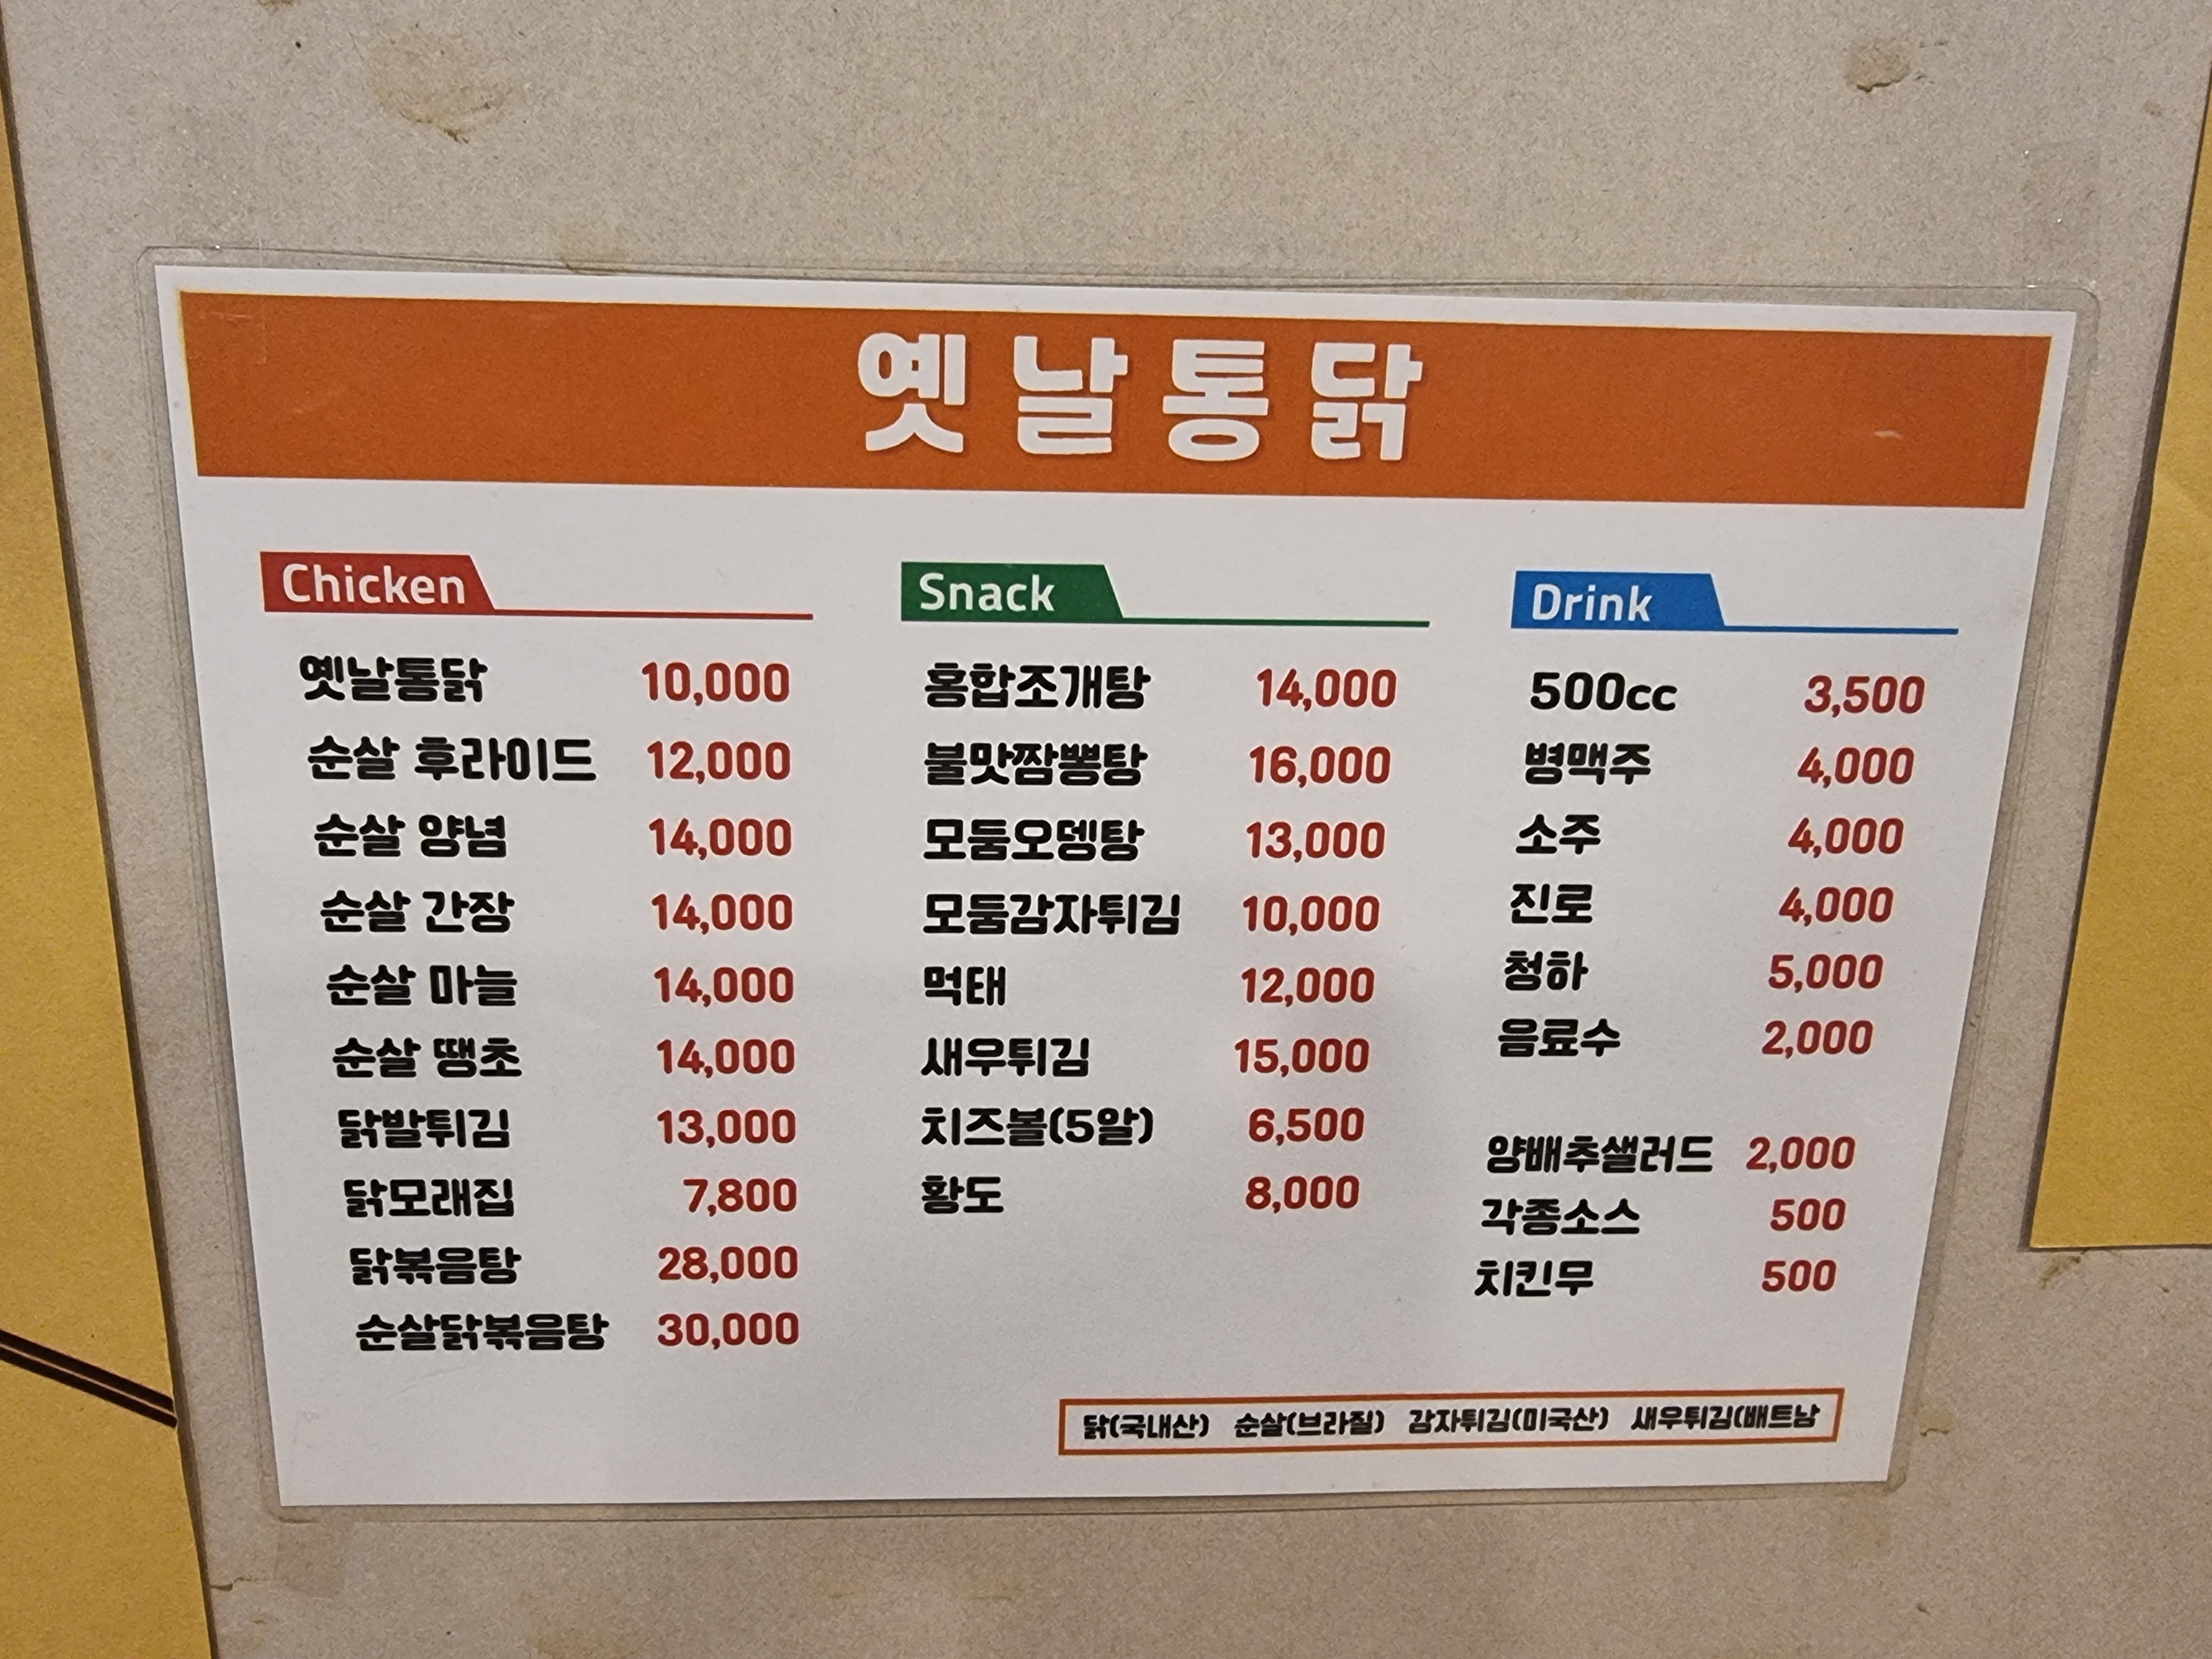 옛날통닭
Chicken
옛날통닭 10,000
순살 후라이드 12,000
순살 양념 14,000
순살 간장 14,000
순살 마늘 14,000
순살 땡초 14,000
닭발튀김 13,000
닭모래집 7,800
닭볶음탕 28,000
순살닭볶음탕 30,000
Snack
홍합조개탕 14,000
불맛짬뽕탕 16,000
모둠오뎅탕 13,000
모둠감자튀김 10,000
먹태 12,000
새우튀김 15,000
치즈볼(5알) 6,500
황도 8,000
Drink
500cc 3,500
병맥주 4,000
소주 4,000
진로 4,000
청하 5,000
음료수 2,000
양배추샐러드 2,000
각종소스 500
치킨무 500
닭(국내산) 순살(브라질) 감자튀김(미국산) 새우튀김(배트남